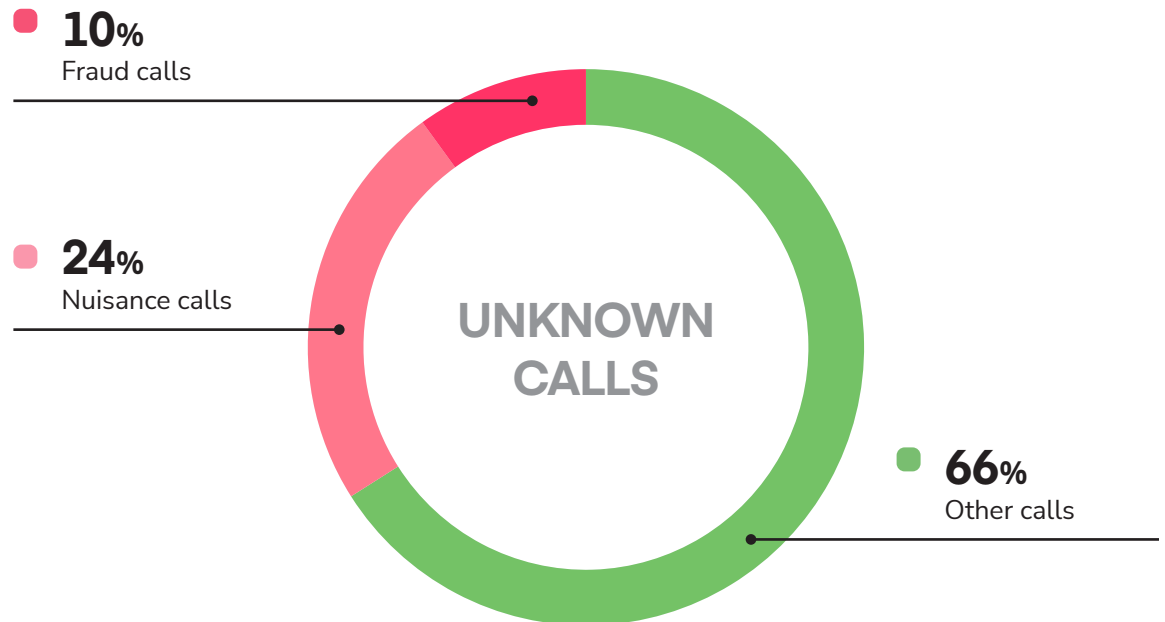 10%
Fraud calls
24%
Nuisance calls
UNKNOWN
CALLS
66%
Other calls